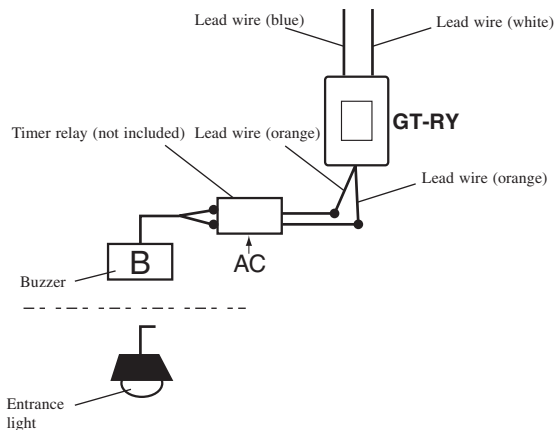 Lead wire (blue)
Lead wire (white)
GT-RY
Timer relay (not included)
Lead wire (orange)
Lead wire (orange)
AC
B
Buzzer
Entrance
light